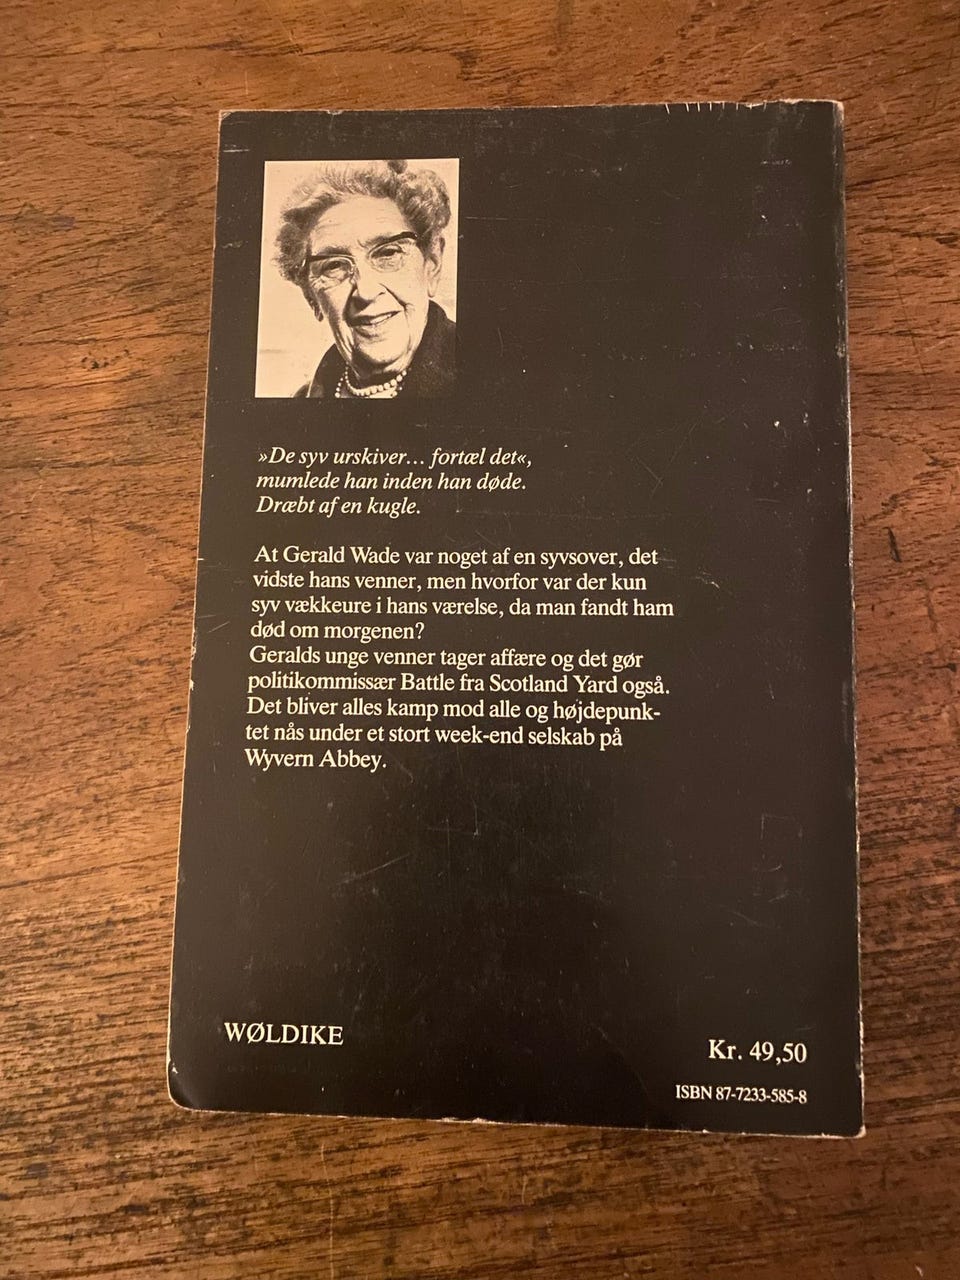 »De syv urskiver... fortæl det«,
mumlede han inden han døde.
Dræbt af en kugle.
At Gerald Wade var noget af en syvsover, det
vidste hans venner, men hvorfor var der kun
syv vækkeure i hans værelse, da man fandt ham
død om morgenen?
Geralds unge venner tager affære og det gør
politikommissær Battle fra Scotland Yard også.
Det bliver alles kamp mod alle og højdepunk-
tet nås under et stort week-end selskab på
Wyvern Abbey.
WØLDIKE
Kr. 49,50
ISBN 87-7233-585-8